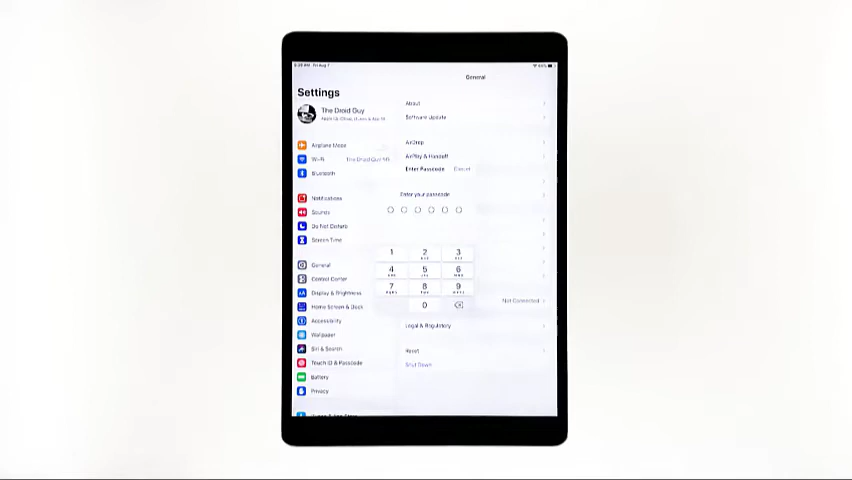 General
Settings
The Droid Guy
About
Software Update
AirDrop
Airplane Mode
AirPlay & Handoff
Wi-Fi The Droid Guy
Enter Passcode Cancel
Bluetooth
Enter your passcode
Notifications
Sounds
Do Not Disturb
Screen Time
1 2 3
4 5 6
7 8 9
0
General
Control Center
Display & Brightness
Home Screen & Dock
Not Connected
Accessibility
Legal & Regulatory
Wallpaper
Siri & Search
Reset
Touch ID & Passcode
Shut Down
Battery
Privacy